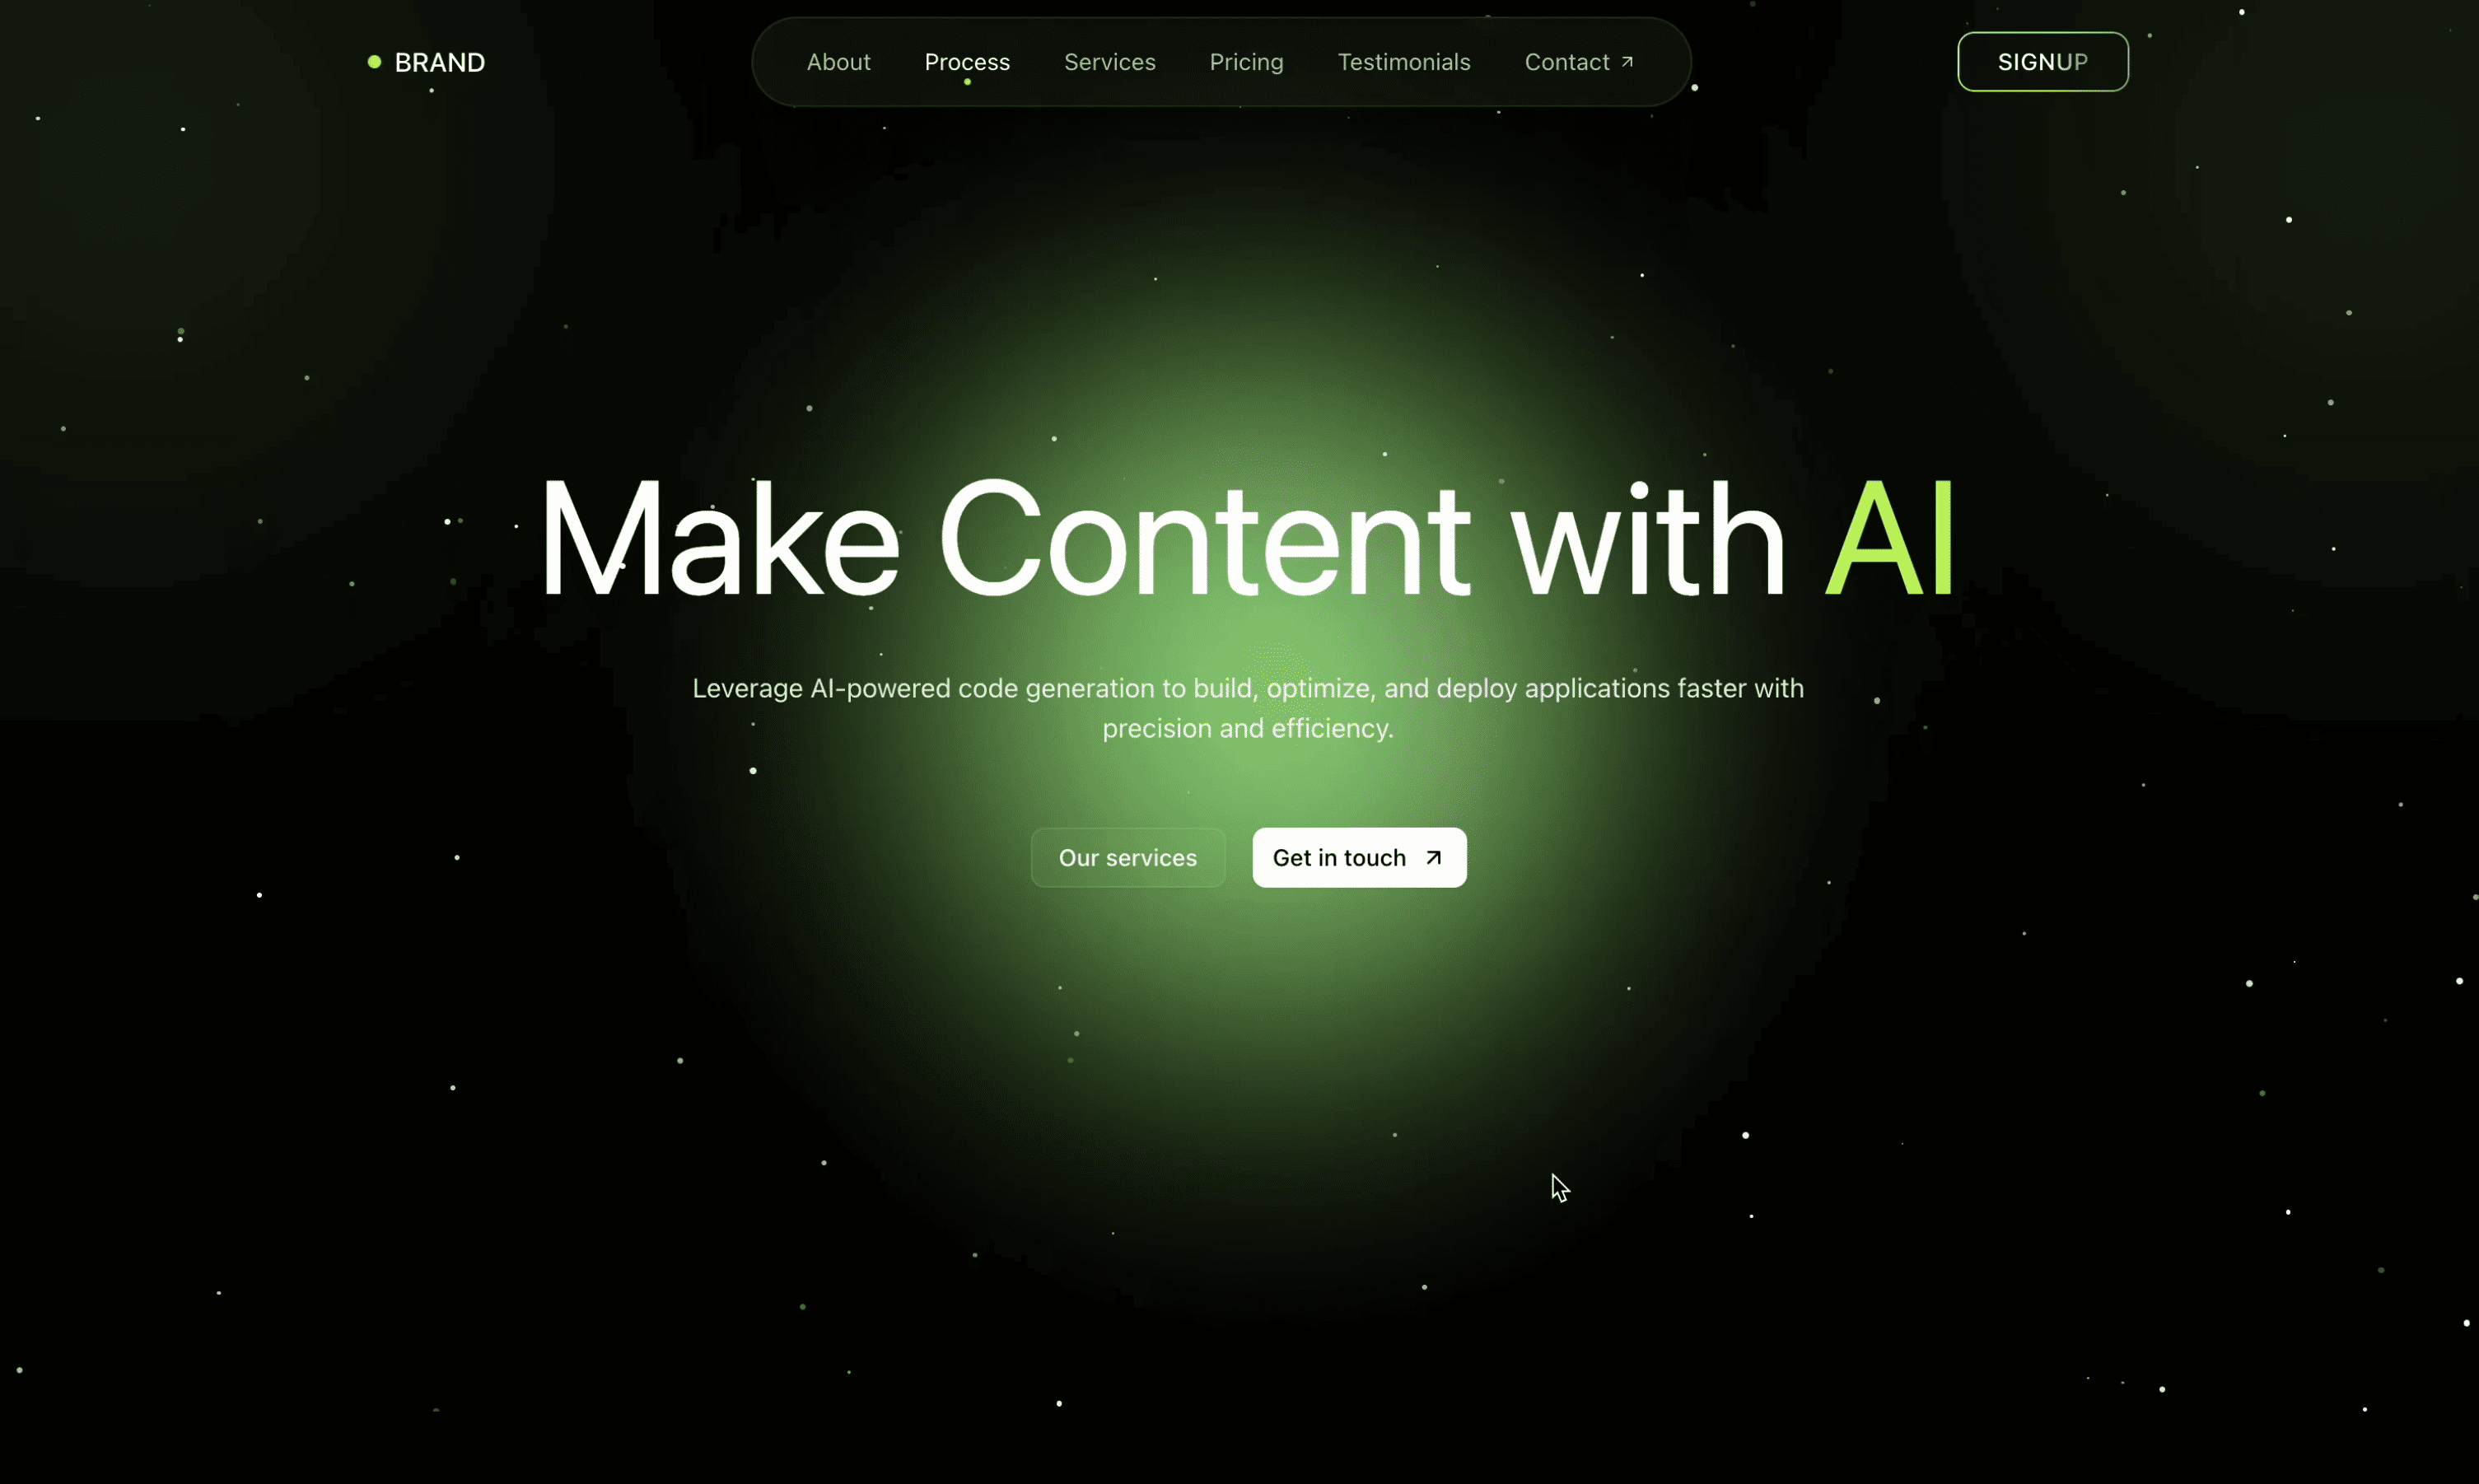 BRAND
About Process Services Pricing Testimonials Contact
SIGNUP
Make Content with AI
Leverage AI-powered code generation to build, optimize, and deploy applications faster with
precision and efficiency.
Our services
Get in touch